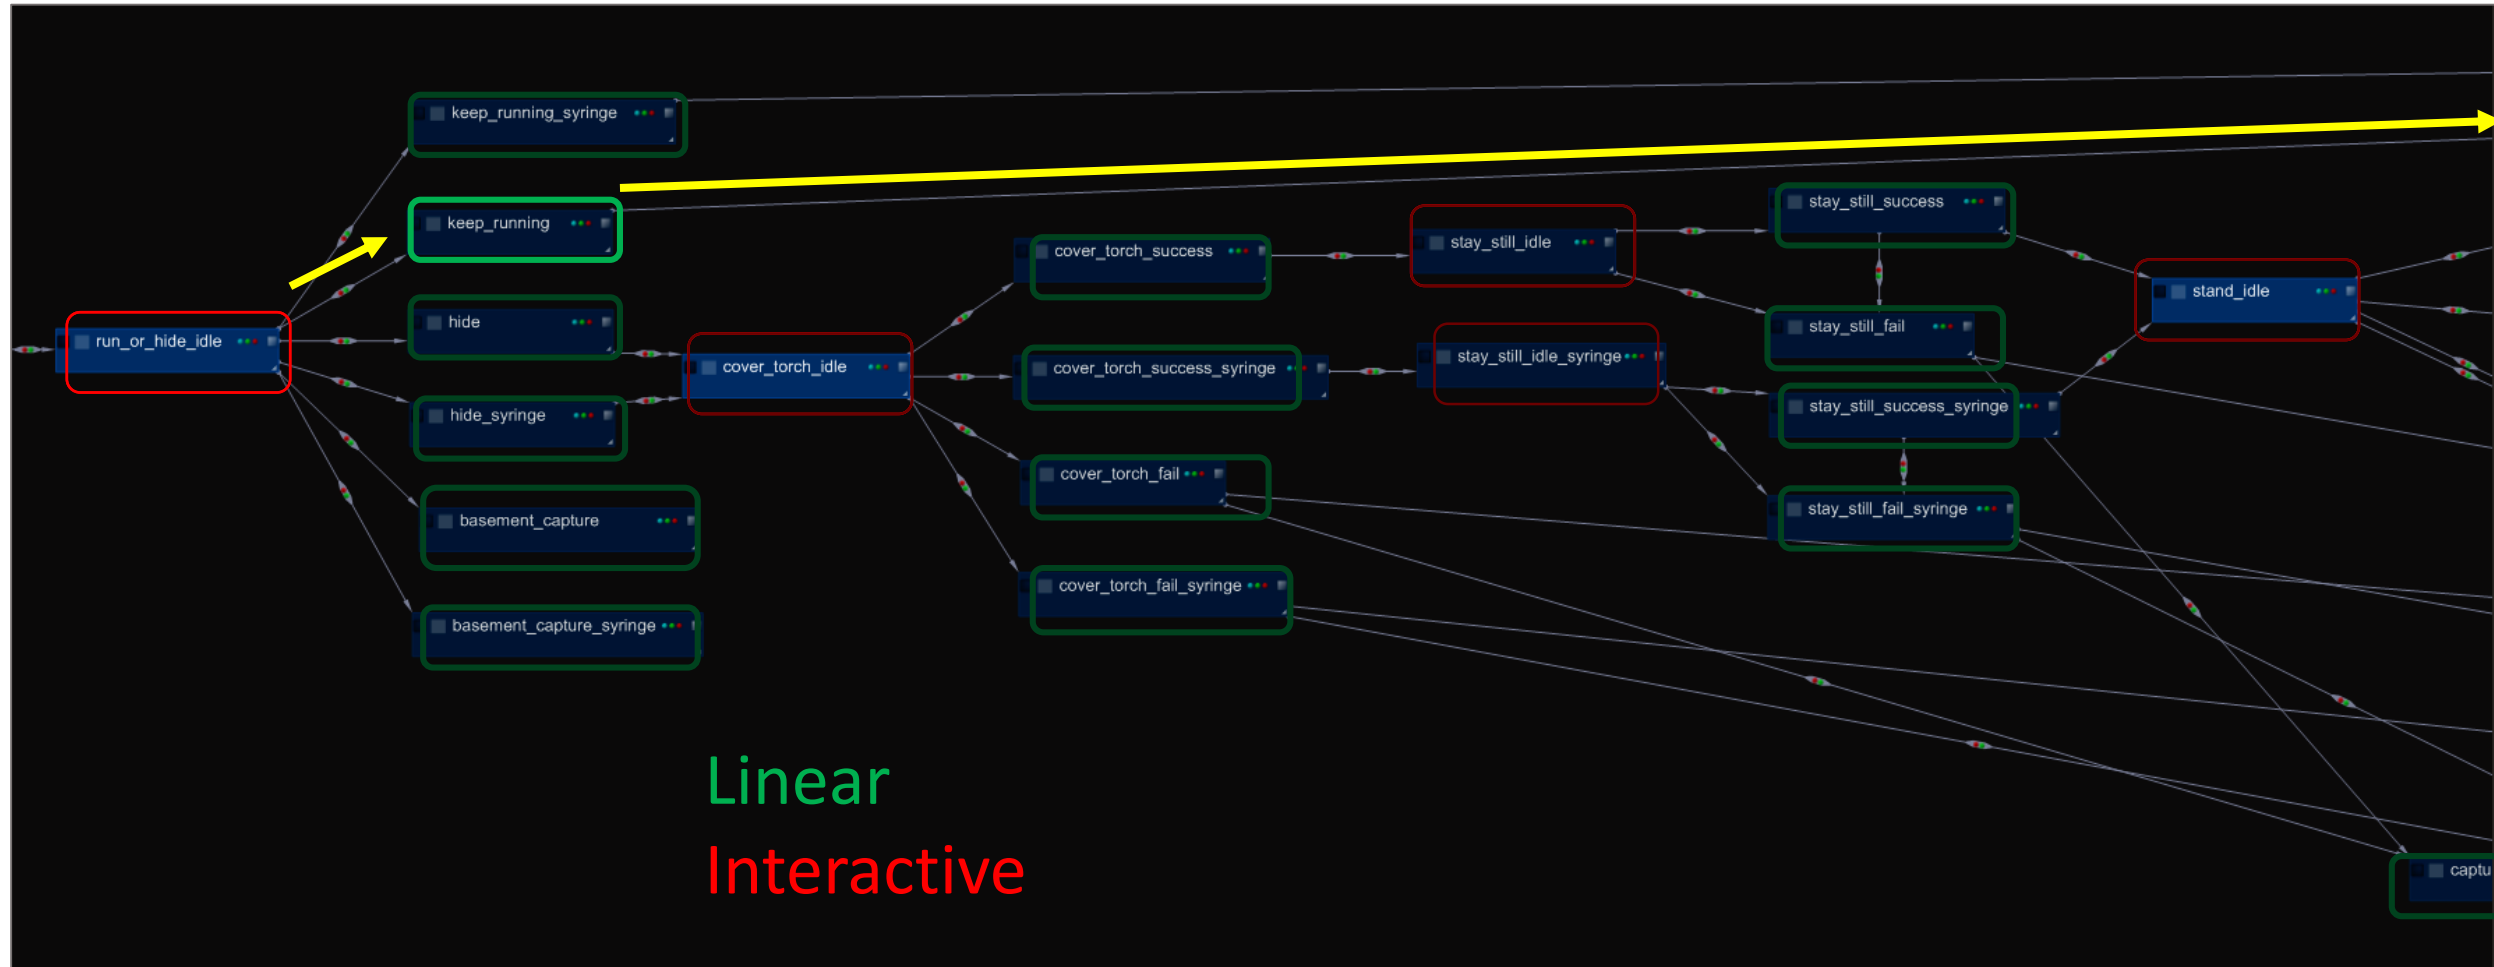 keep_running_syringe
keep_running
hide
run_or_hide_idle
hide_syringe
basement_capture
basement_capture_syringe
cover_torch_idle
cover_torch_success
cover_torch_success_syringe
cover_torch_fail
cover_torch_fail_syringe
stay_still_idle
stay_still_idle_syringe
stay_still_success
stay_still_fail
stay_still_success_syringe
stay_still_fail_syringe
stand_idle
captu
Linear
Interactive